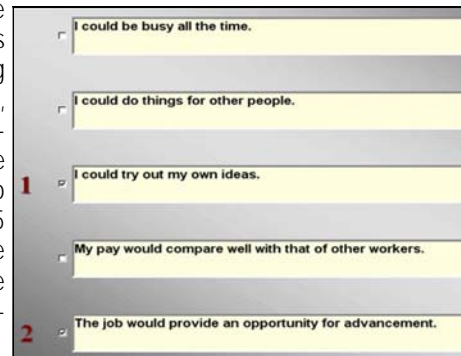 I could be busy all the time.
I could do things for other people.
1 I could try out my own ideas.
My pay would compare well with that of other workers.
2 The job would provide an opportunity for advancement.